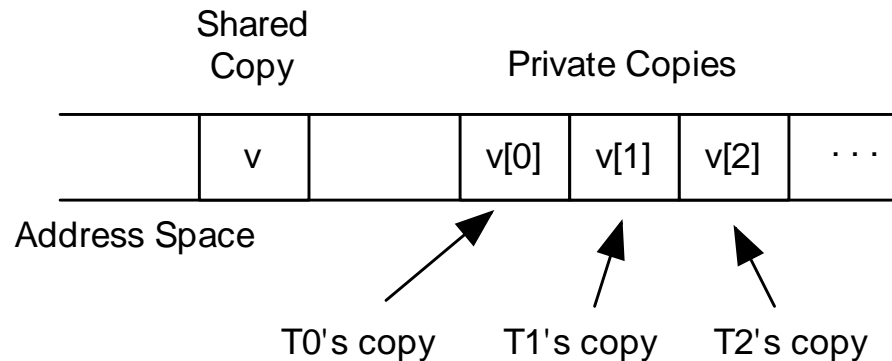 Shared
Copy
Private Copies
v
v[0]
v[1]
v[2]
. . .
Address Space
T0's copy
T1's copy
T2's copy